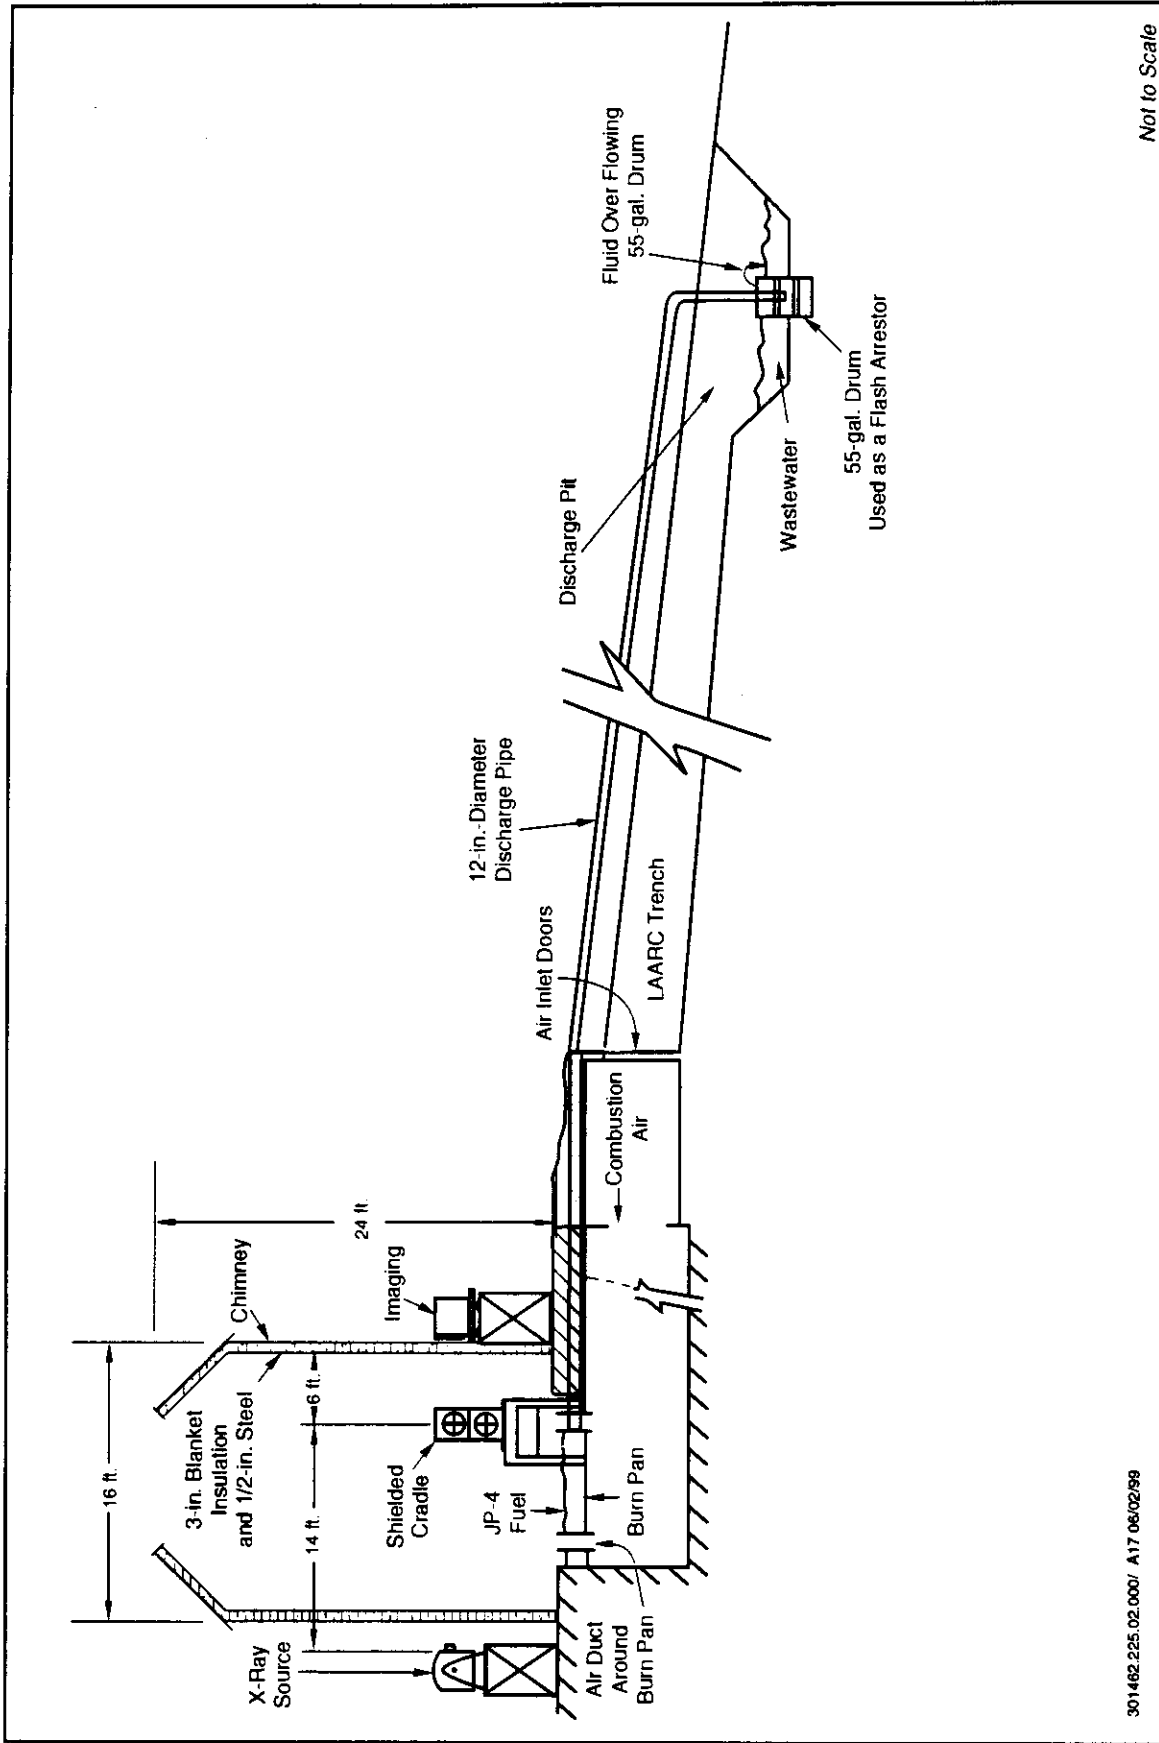 16 ft.
24 ft.
Chimney
3-in. Blanket
Insulation
and 1/2-in. Steel
6 ft.
14 ft.
Imaging
X-Ray
Source
Shielded
Cradle
JP-4
Fuel
Burn Pan
Air Duct
Around
Burn Pan
Combustion
Air
Air Inlet Doors
LAARC Trench
12-in.-Diameter
Discharge Pipe
Discharge Pit
Fluid Over Flowing
55-gal. Drum
Wastewater
55-gal. Drum
Used as a Flash Arrestor
301462.225.02.000/ A17 06/02/99
Not to Scale